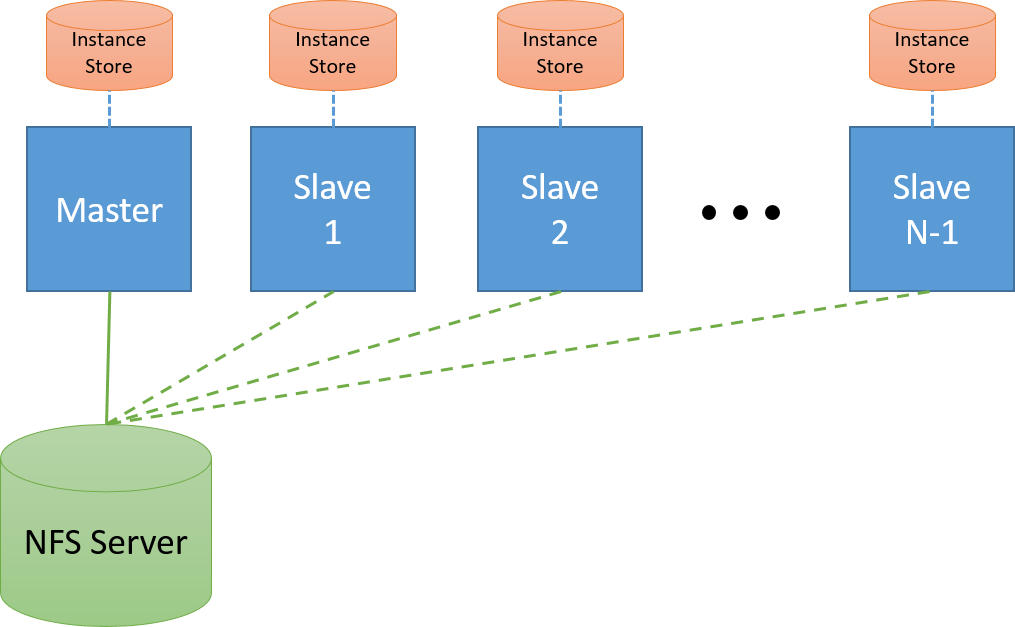 Instance
Store
Instance
Store
Instance
Store
Instance
Store
Master
Slave
1
Slave
2
Slave
N-1
NFS Server